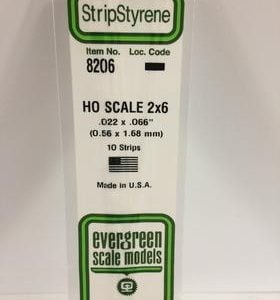 StripStyrene
Item No. Loc. Code
8206
HO SCALE 2x6
.022 x .066"
(0.56 x 1.68 mm)
10 Strips
Made in U.S.A.
evergreen
scale models